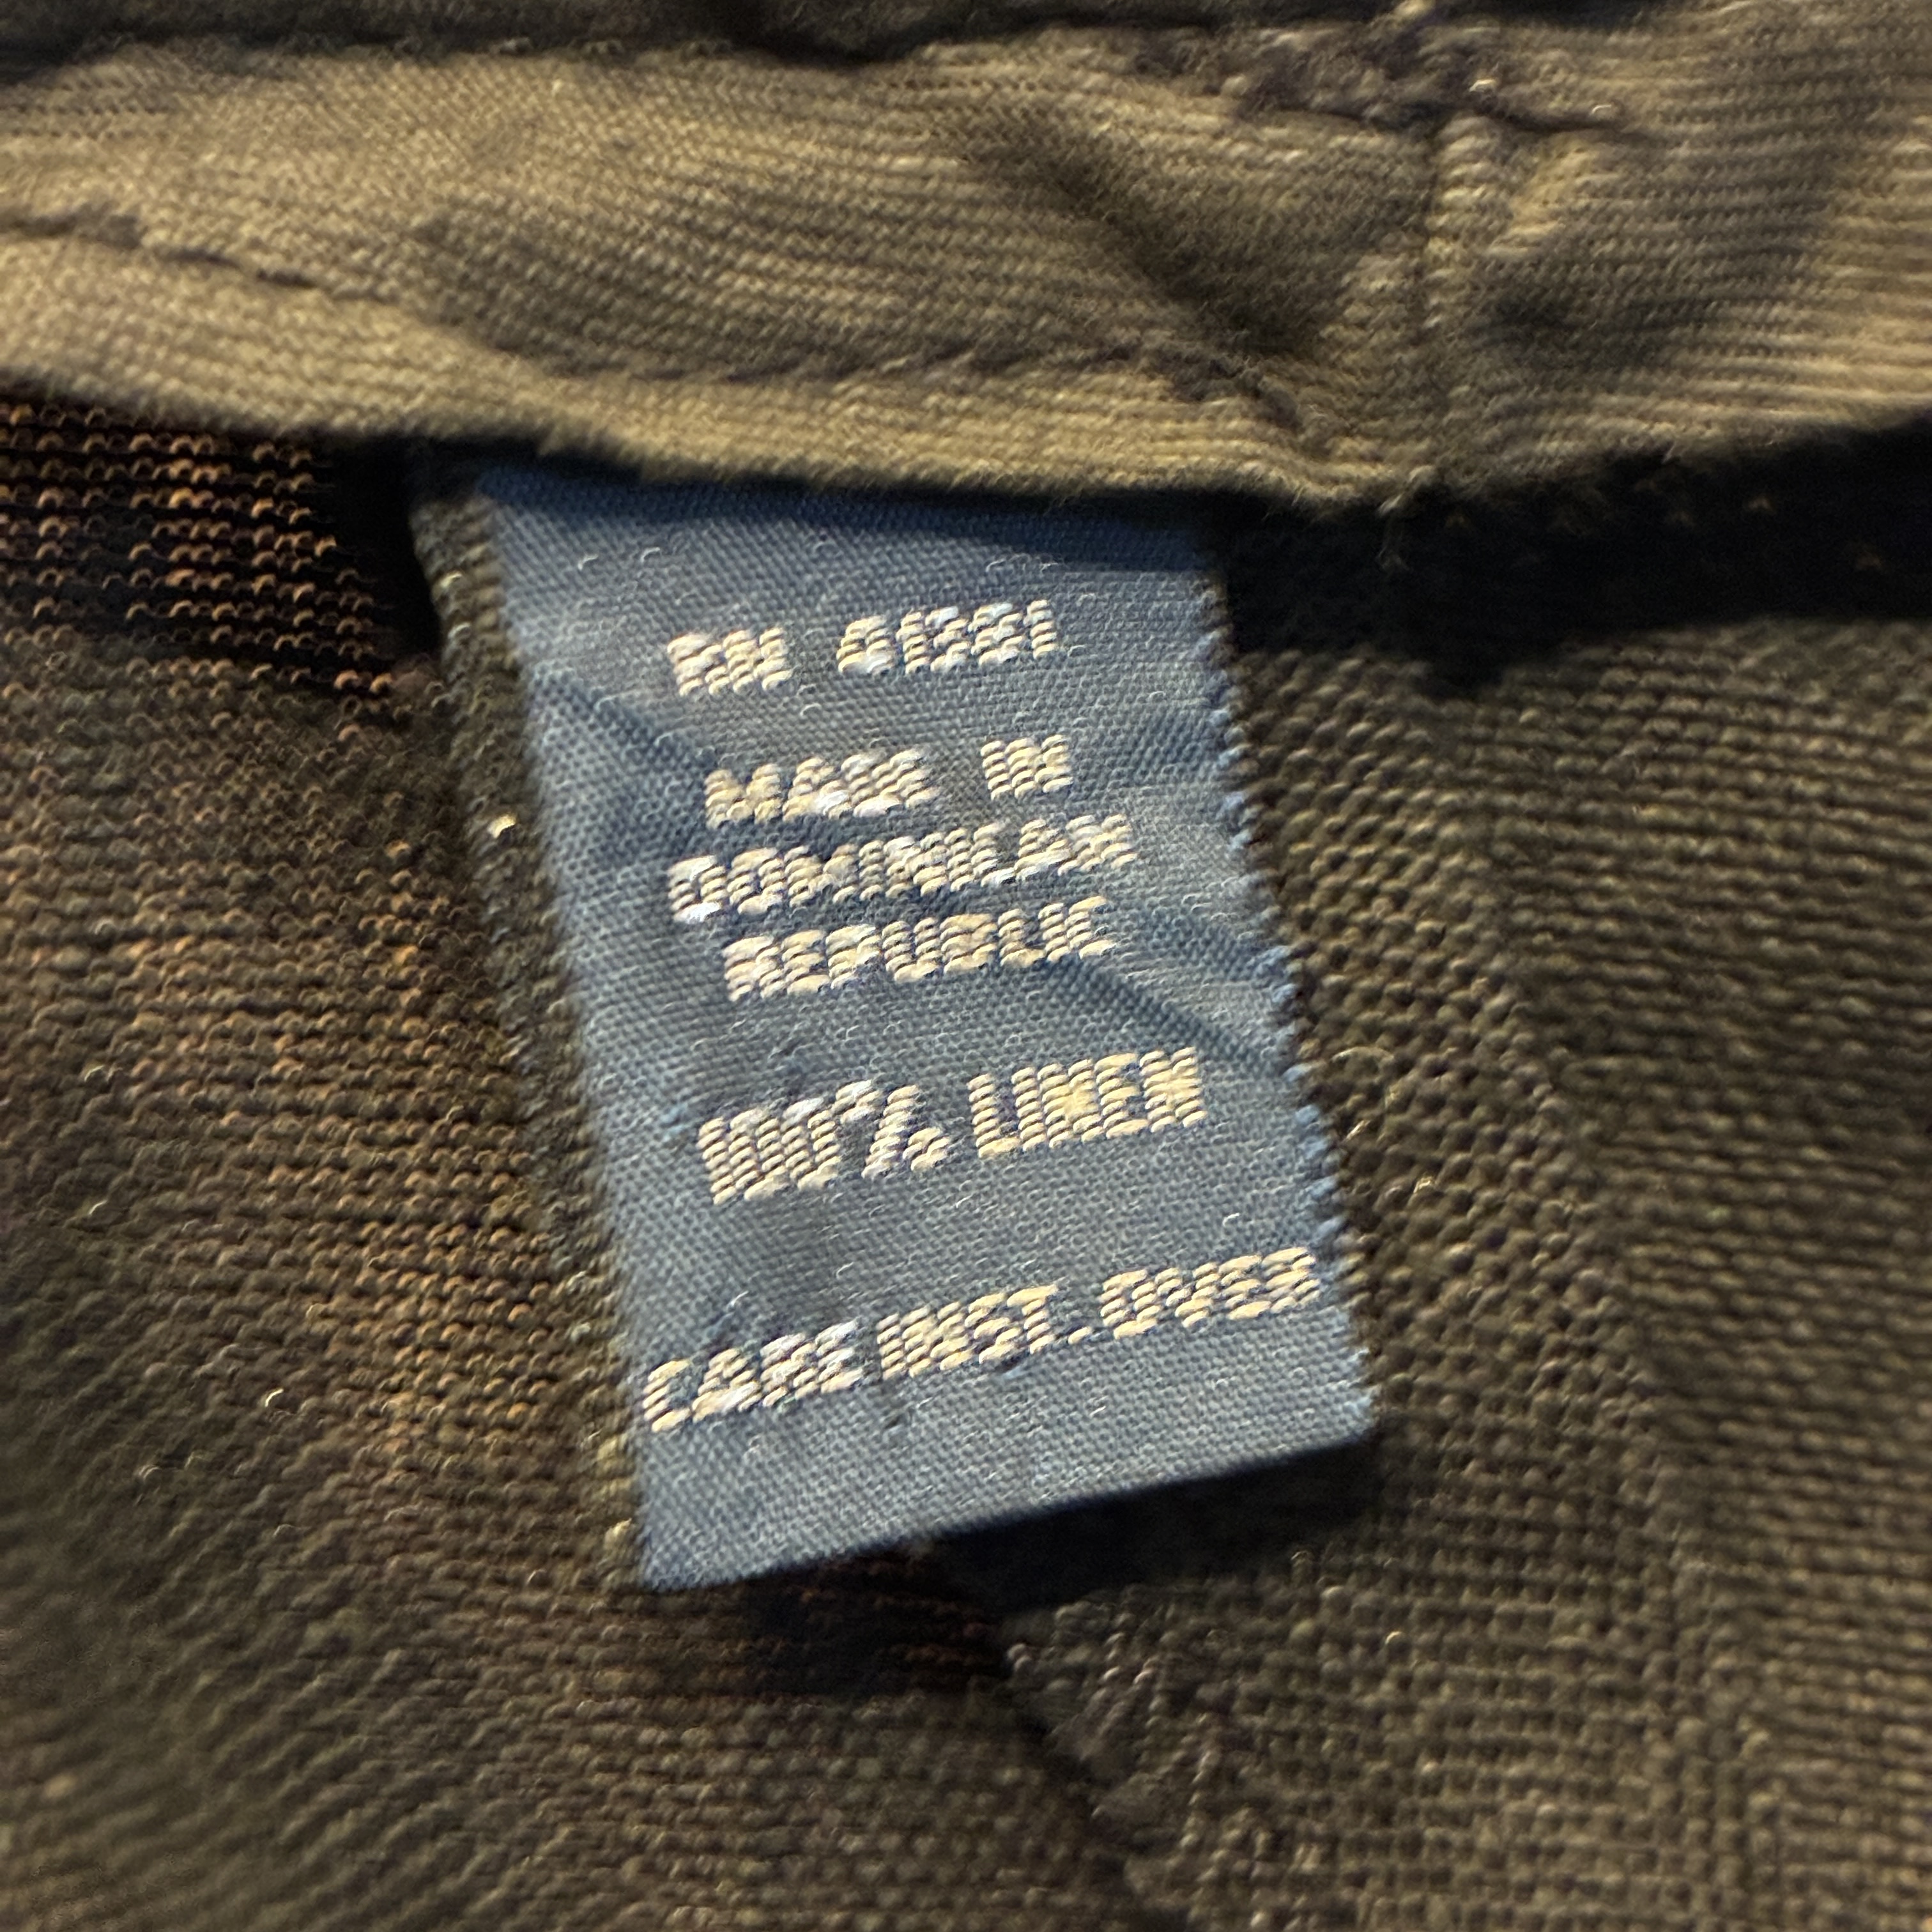 RN 41381
MADE IN
DOMINICAN
REPUBLIC
100% LINEN
CARE INST. OVER